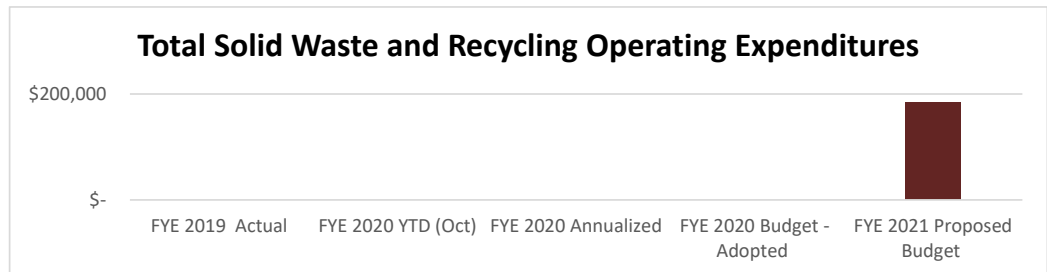 Total Solid Waste and Recycling Operating Expenditures
$200,000
$-
FYE 2019 Actual
FYE 2020 YTD (Oct)
FYE 2020 Annualized
FYE 2020 Budget -
Adopted
FYE 2021 Proposed
Budget